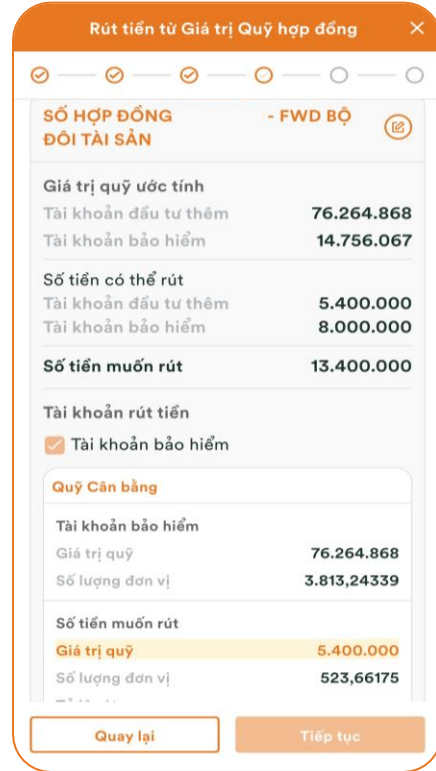 Rút tiền từ Giá trị Quỹ hợp đồng
SỐ HỢP ĐỒNG - FWD BỘ
ĐÔI TÀI SẢN
Giá trị quỹ ước tính
Tài khoản đầu tư thêm 76.264.868
Tài khoản bảo hiểm 14.756.067
Số tiền có thể rút
Tài khoản đầu tư thêm 5.400.000
Tài khoản bảo hiểm 8.000.000
Số tiền muốn rút 13.400.000
Tài khoản rút tiền
Tài khoản bảo hiểm
Quỹ Cân bằng
Tài khoản bảo hiểm
Giá trị quỹ 76.264.868
Số lượng đơn vị 3.813,24339
Số tiền muốn rút
Giá trị quỹ 5.400.000
Số lượng đơn vị 523,66175
Quay lại Tiếp tục